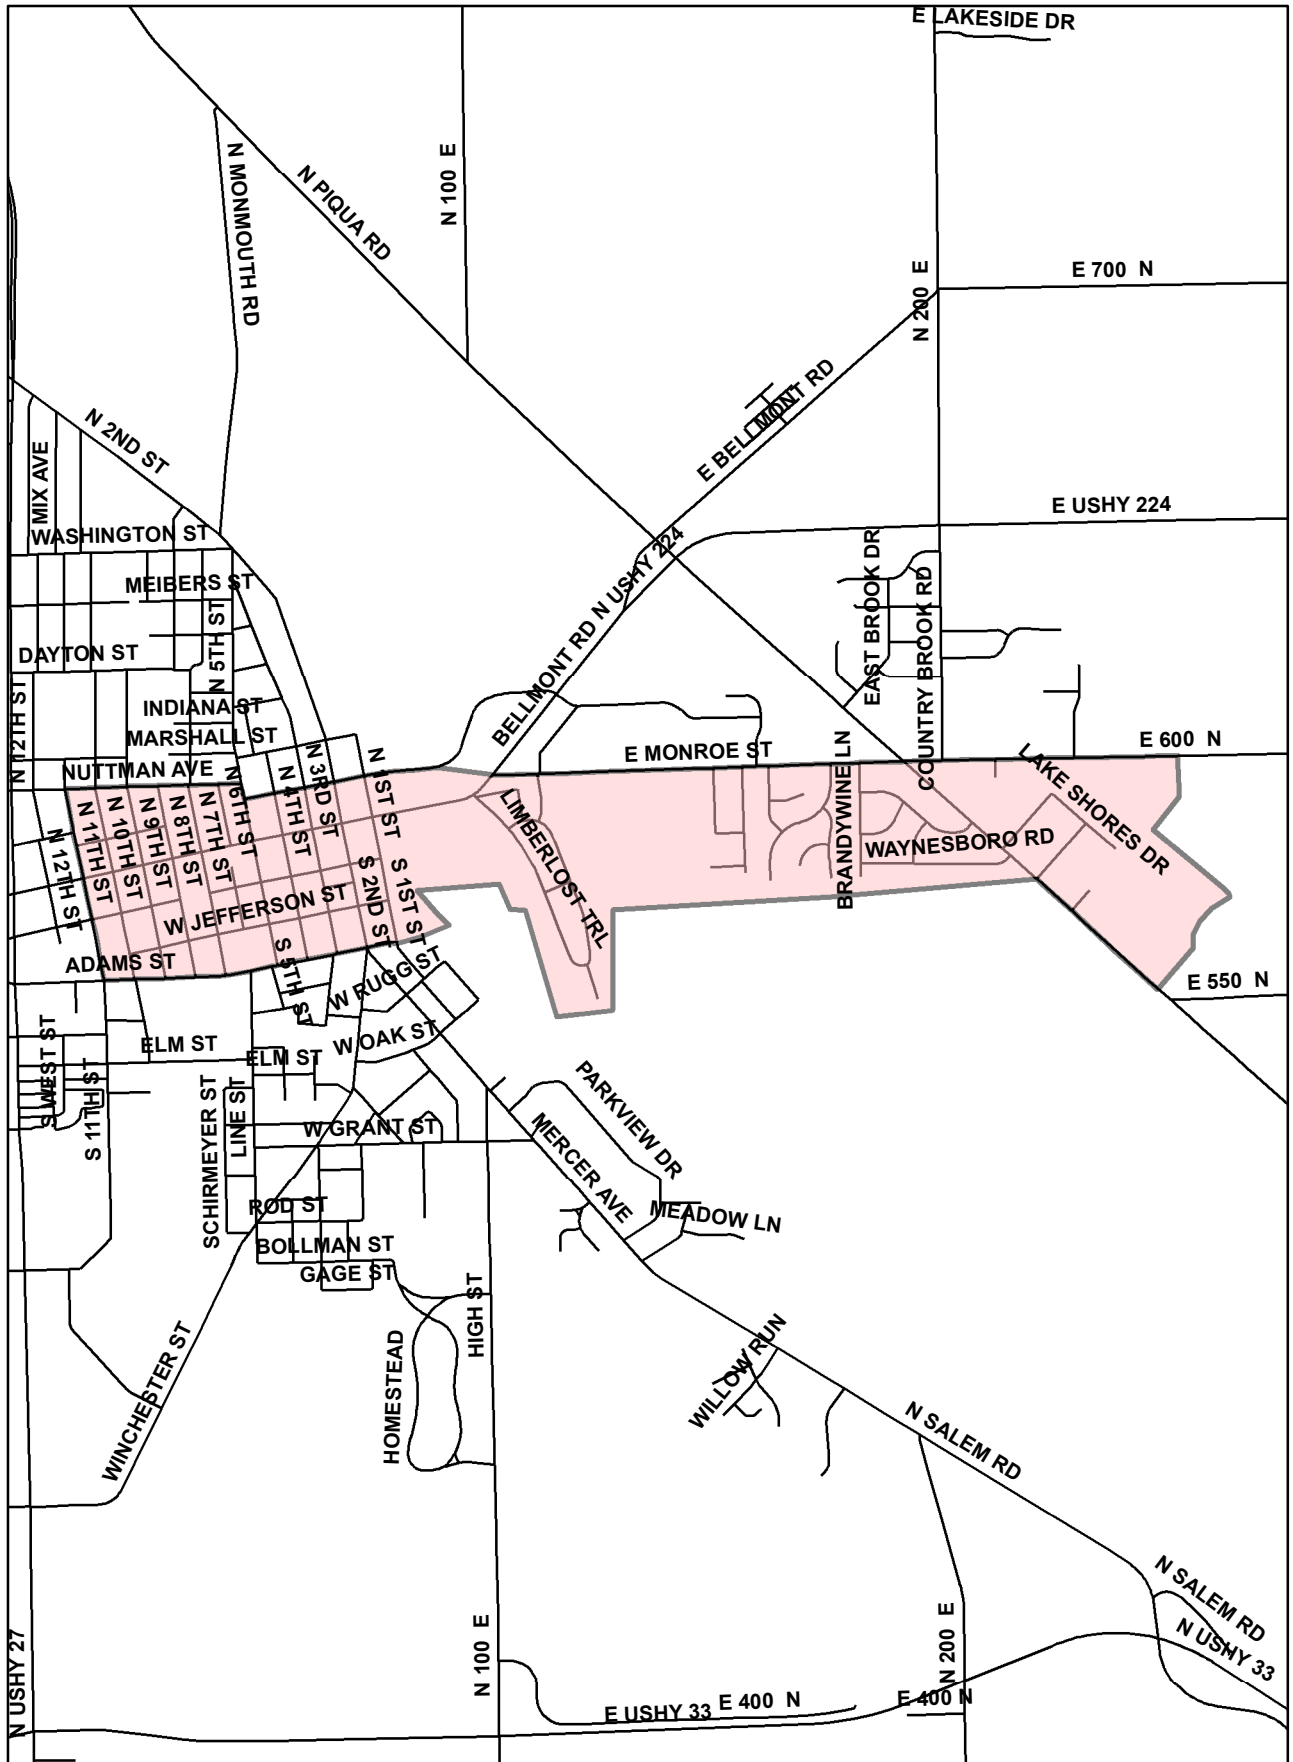 E LAKESIDE DR
N 100 E
N MONMOUTH RD
N PIQUA RD
N 200 E
E 700 N
E BELLMONT RD
N 2ND ST
MIX AVE
E USHY 224
WASHINGTON ST
N USHY 224
MEIBERS ST
EAST BROOK DR
COUNTRY BROOK RD
N 5TH ST
BELLMONT RD
DAYTON ST
INDIANA ST
N 12TH ST
MARSHALL ST
E MONROE ST
E 600 N
NUTTMAN AVE
N 3RD ST
N 1ST ST
BRANDYWINE LN
LAKE SHORES DR
N 11TH ST
N 10TH ST
N 9TH ST
N 8TH ST
N 7TH ST
N 6TH ST
N 4TH ST
LIMBERLOST TRL
N 12TH ST
WAYNESBORO RD
W JEFFERSON ST
S 2ND ST
S 1ST ST
ADAMS ST
S 5TH ST
W RUGG ST
E 550 N
ELM ST
ELM ST
W OAK ST
S WEST ST
S 11TH ST
SCHIRMEYER ST
LINE ST
W GRANT ST
PARKVIEW DR
MERCER AVE
ROD ST
MEADOW LN
BOLLMAN ST
GAGE ST
HIGH ST
HOMESTEAD
WINCHESTER ST
WILLOW RUN
N SALEM RD
N SALEM RD
N USHY 33
N USHY 27
N 100 E
N 200 E
E USHY 33
E 400 N
E 400 N